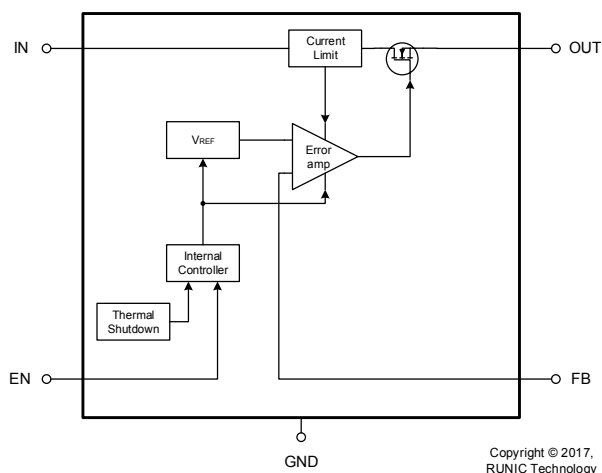 IN
Current
Limit
OUT
VREF
Error
amp
Internal
Controller
Thermal
Shutdown
EN
FB
GND
Copyright © 2017,
RUNIC Technology